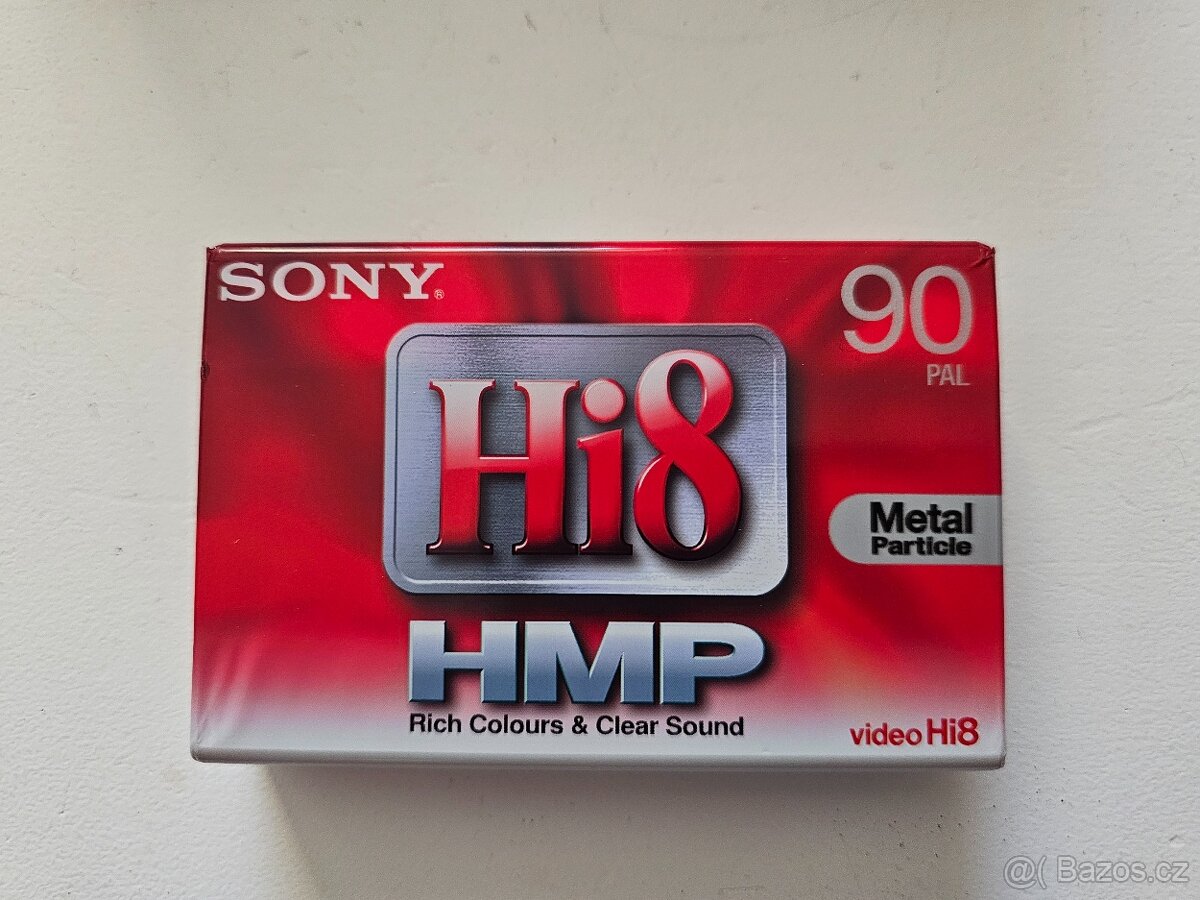 SONY®
90
PAL
Hi8
Metal
Particle
HMP
Rich Colours & Clear Sound
video Hi8
@( Bazos.cz